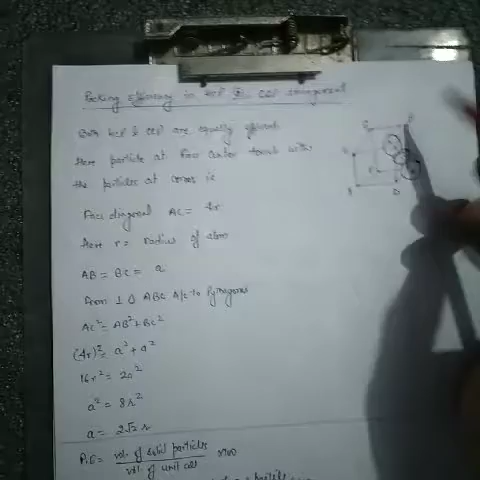 Packing efficiency in HCP & CCP arrangement
Both hcp & ccp are equally efficient
Here particle at face center touch with
the particles at corners ie
Face diagonal AC = 4r
Here r = radius of atom
AB = BC = a
From ⊥ Δ ABC A/c to Pythagoras
AC² = AB² + BC²
(4r)² = a² + a²
16r² = 2a²
a² = 8r²
a = 2√2 r
P.E = vol. of solid particles
vol. of unit cell